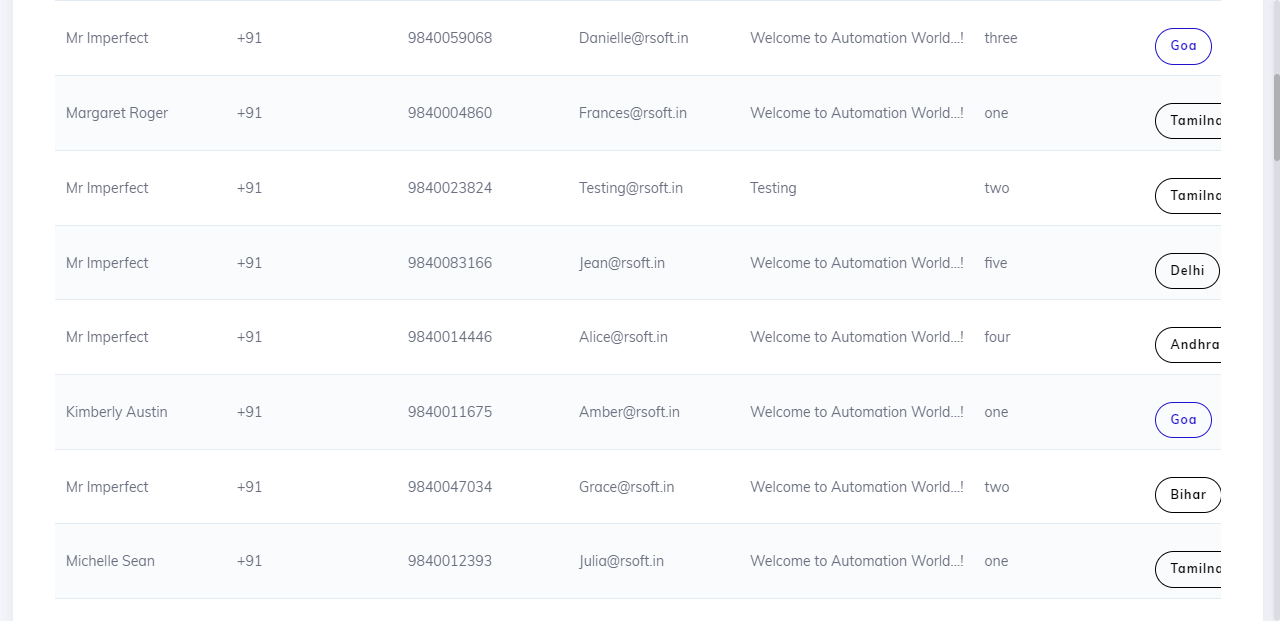 Mr Imperfect +91 9840059068 Danielle@rsoft.in Welcome to Automation World...! three Goa
Margaret Roger +91 9840004860 Frances@rsoft.in Welcome to Automation World...! one Tamilna
Mr Imperfect +91 9840023824 Testing@rsoft.in Testing two Tamilna
Mr Imperfect +91 9840083166 Jean@rsoft.in Welcome to Automation World...! five Delhi
Mr Imperfect +91 9840014446 Alice@rsoft.in Welcome to Automation World...! four Andhra
Kimberly Austin +91 9840011675 Amber@rsoft.in Welcome to Automation World...! one Goa
Mr Imperfect +91 9840047034 Grace@rsoft.in Welcome to Automation World...! two Bihar
Michelle Sean +91 9840012393 Julia@rsoft.in Welcome to Automation World...! one Tamilna